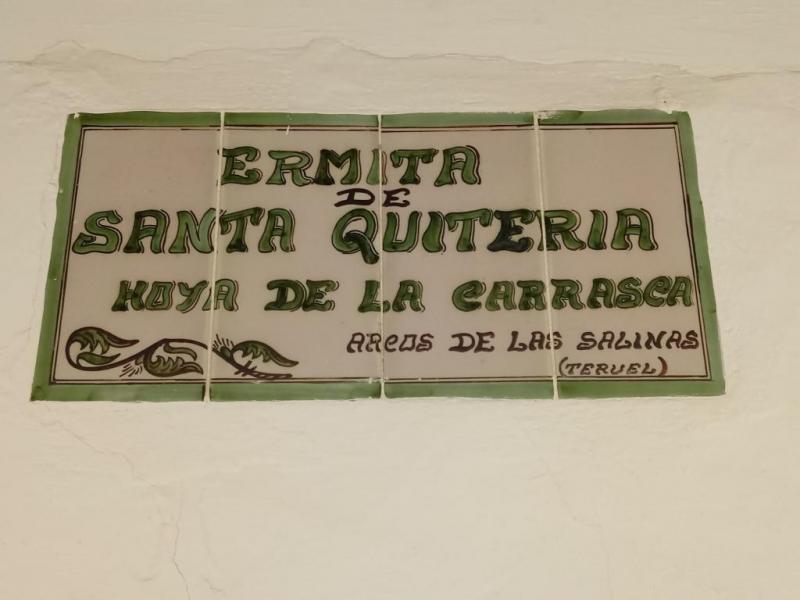 ERMITA
DE
SANTA QUITERIA
HOYA DE LA CARRASCA
ARCOS DE LAS SALINAS
(TERUEL)